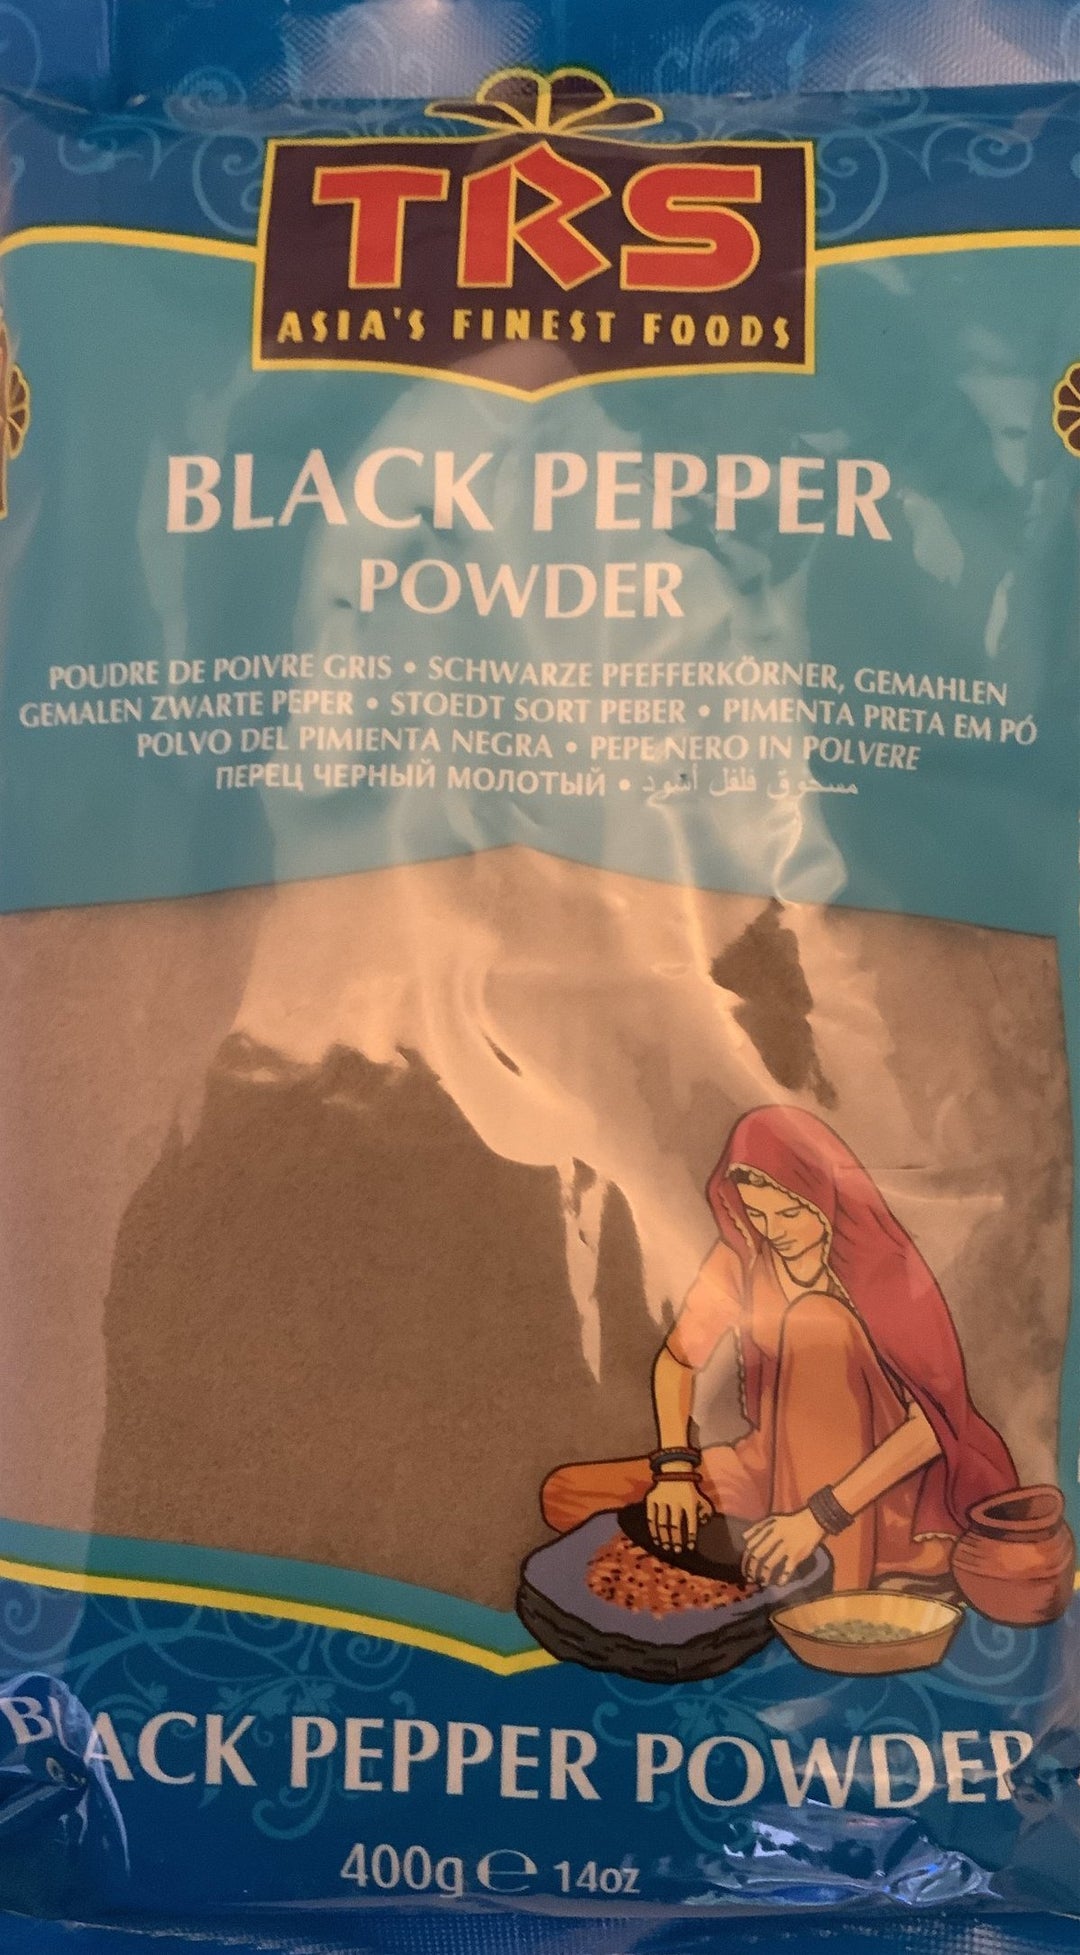 TRS
ASIA'S FINEST FOODS
BLACK PEPPER
POWDER
POUDRE DE POIVRE GRIS • SCHWARZE PFEFFERKÖRNER, GEMAHLEN
GEMALEN ZWARTE PEPER • STOEDT SORT PEBER • PIMENTA PRETA EM PÓ
POLVO DEL PIMIENTA NEGRA • PEPE NERO IN POLVERE
ПЕРЕЦ ЧЕРНЫЙ МОЛОТЫЙ • مسحوق فلفل أسود
BLACK PEPPER POWDER
400g ℮ 14oz